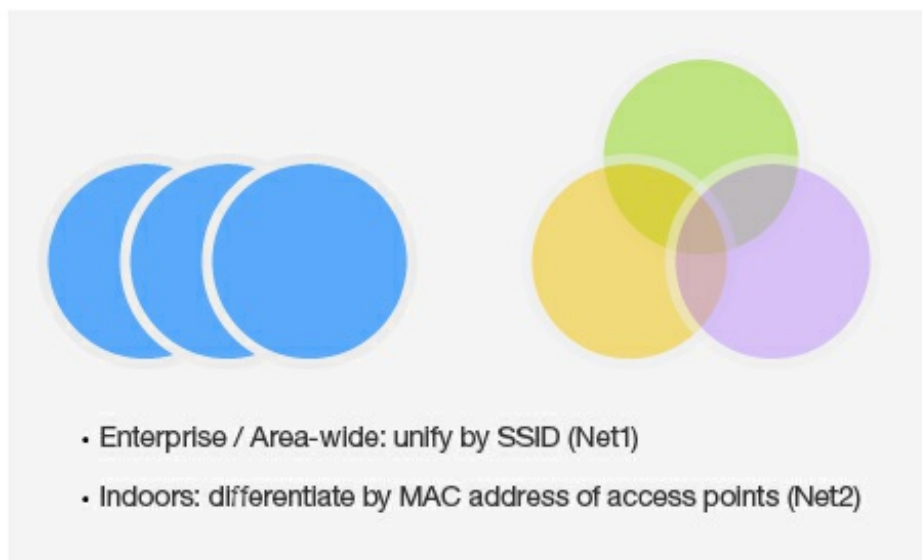 • Enterprise / Area-wide: unify by SSID (Net1)
• Indoors: differentiate by MAC address of access points (Net2)